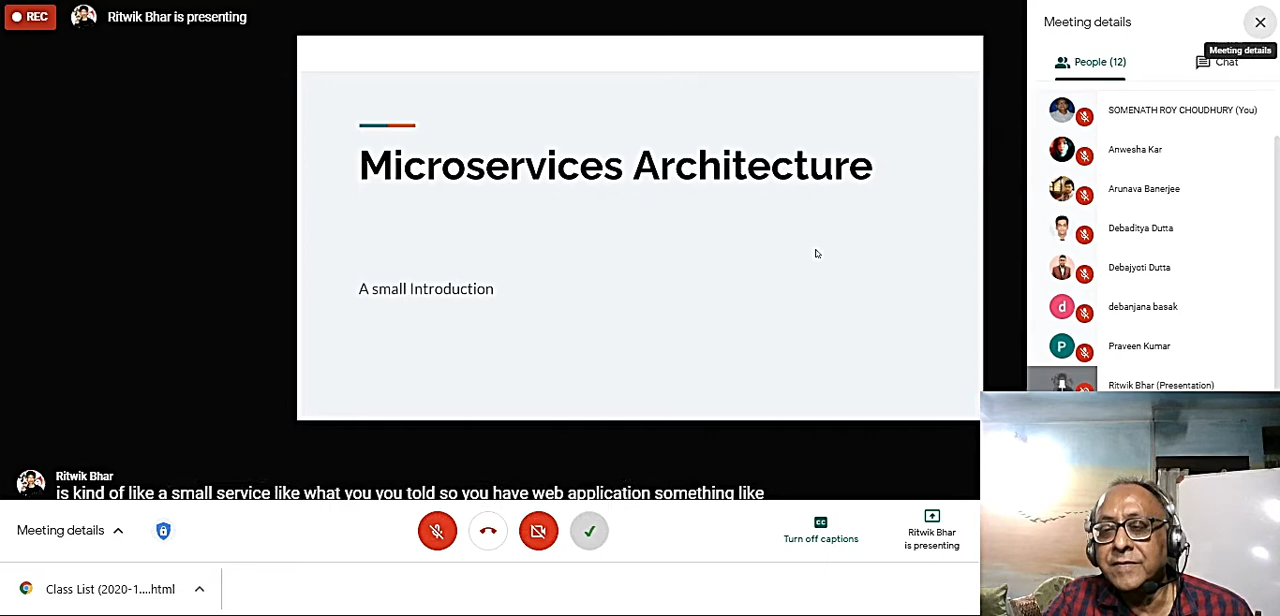 REC
Ritwik Bhar is presenting
Microservices Architecture
A small Introduction
Meeting details
Meeting details
People (12)
Chat
SOMENATH ROY CHOUDHURY (You)
Anwesha Kar
Arunava Banerjee
Debaditya Dutta
Debajyoti Dutta
d
debanjana basak
P
Praveen Kumar
Ritwik Bhar (Presentation)
Ritwik Bhar
is kind of like a small service like what you you told so you have web application something like
Meeting details
cc
Turn off captions
Ritwik Bhar
is presenting
Class List (2020-1....html